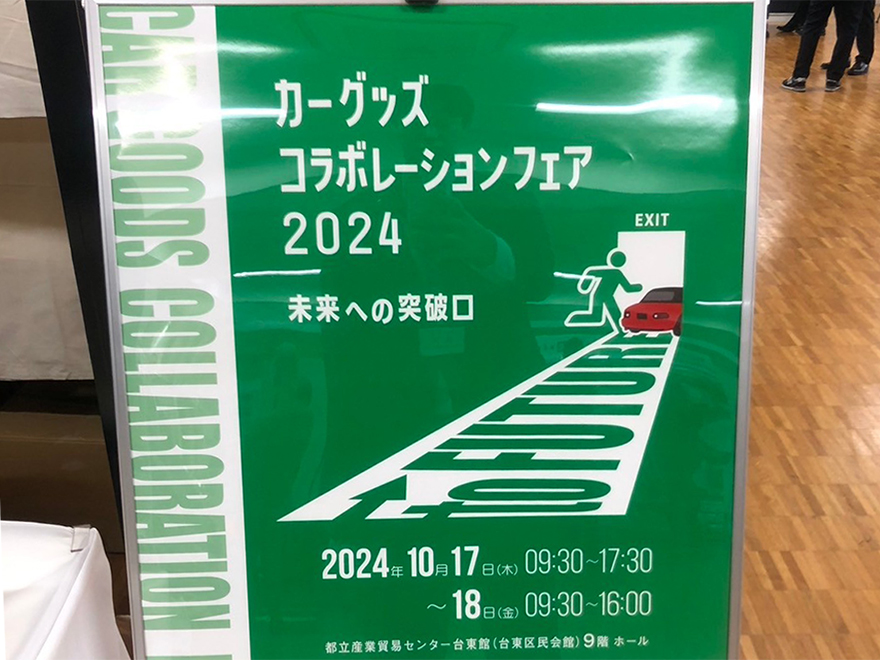 CAR GOODS COLLABORATION
カーグッズ
コラボレーションフェア
2024
未来への突破口
EXIT
to FUTURE
2024年10月17日(木) 09:30~17:30
~18日(金) 09:30~16:00
都立産業貿易センター台東館(台東区民会館) 9階 ホール